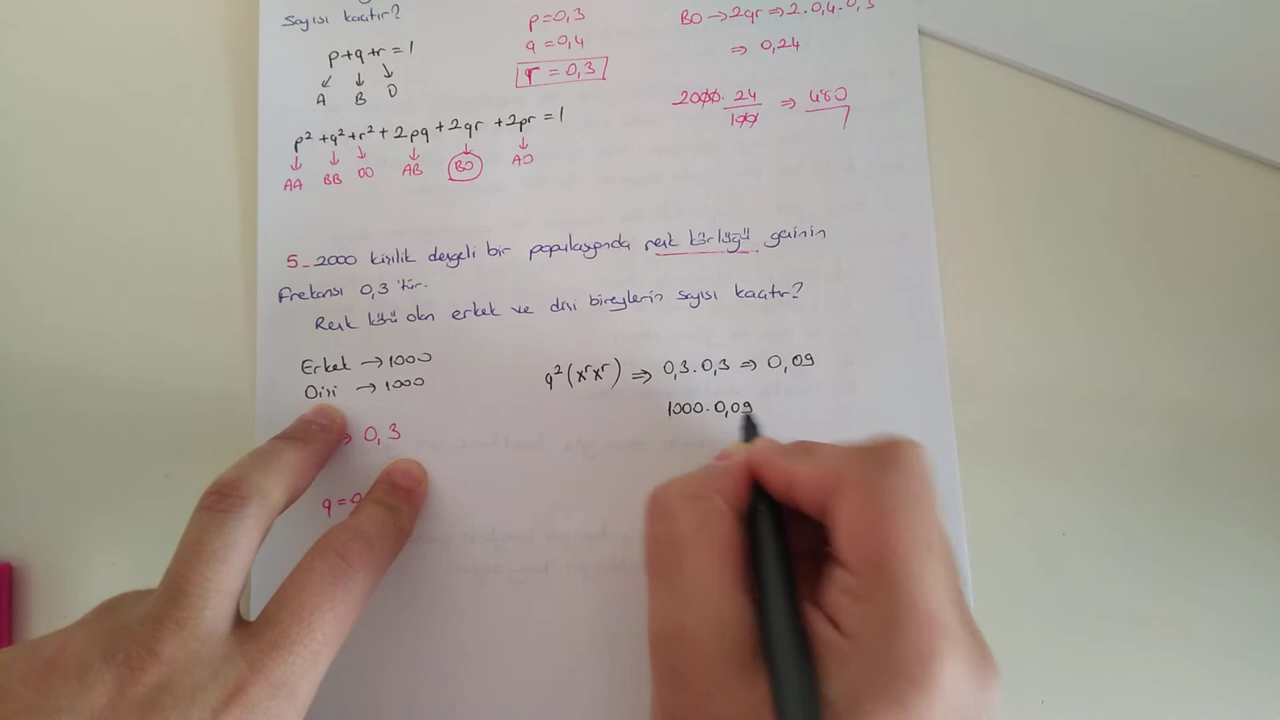 Sayısı kaçtır?
p+q+r=1
A B O
p² +q² +r² + 2pq +2qr +2pr = 1
AA BB OO AB BO AO
p=0,3
q=0,4
r=0,3
BO → 2qr ⇒ 2.0,4.0,3
⇒ 0,24
2000. 24/100 ⇒ 480
5_ 2000 kişilik dengeli bir populasyonda renk körlüğü geninin
Frekansı 0,3'tür.
Renk körü olan erkek ve dişi bireylerin sayısı kaçtır?
Erkek → 1000
Dişi → 1000
⇒ 0,3
q=0
q² (XʳXʳ) ⇒ 0,3.0,3 ⇒ 0,09
1000.0,09